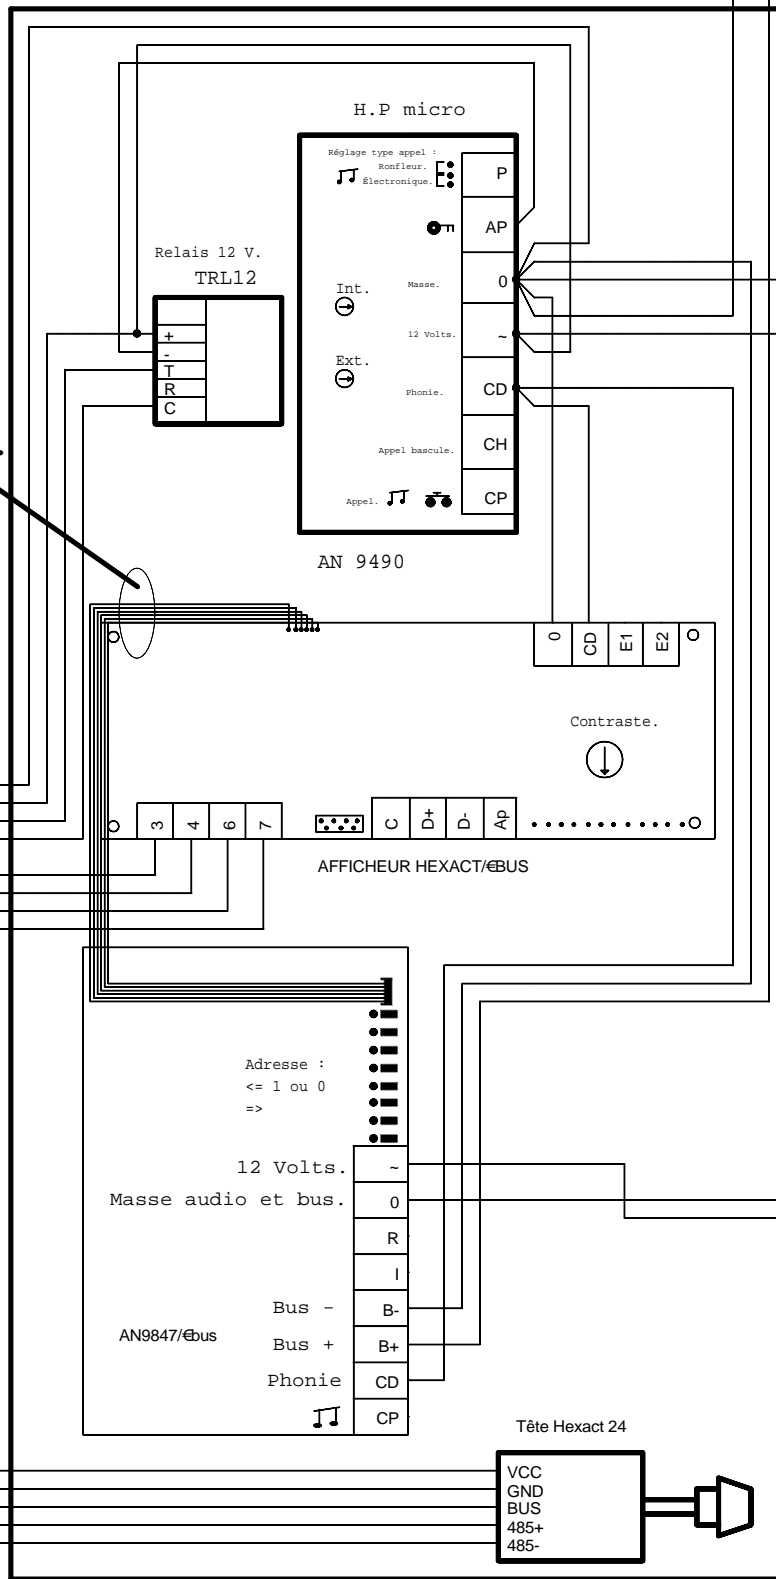 H.P micro
Réglage type appel :
Ronfleur.
Électronique.
P
AP
Masse.
0
12 Volts.
~
Phonie.
CD
Appel bascule.
CH
Appel.
CP
Int.
Ext.
AN 9490
Relais 12 V.
TRL12
+
-
T
R
C
0
CD
E1
E2
Contraste.
3
4
6
7
C
D+
D-
Ap
AFFICHEUR HEXACT/€BUS
Adresse :
<= 1 ou 0
=>
12 Volts.
~
Masse audio et bus.
0
R
I
Bus -
B-
Bus +
B+
Phonie
CD
CP
AN9847/€bus
Tête Hexact 24
VCC
GND
BUS
485+
485-